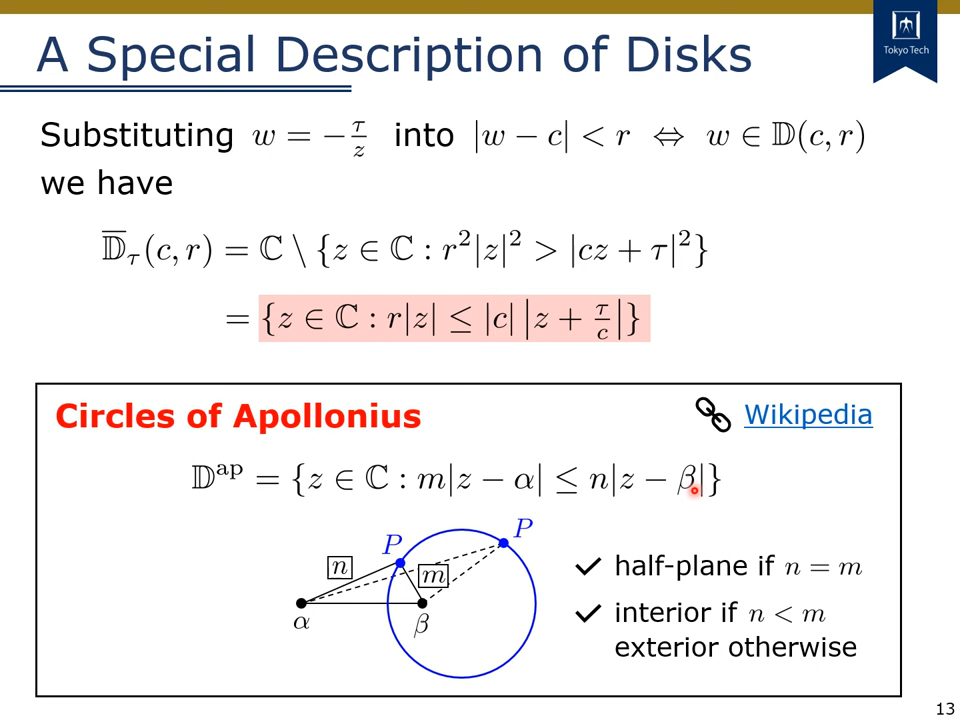 A Special Description of Disks
Tokyo Tech
Substituting w = −τ/z into |w − c| < r ⇔ w ∈ 𝔻(c, r)
we have
𝔻̅_τ(c, r) = ℂ \ {z ∈ ℂ : r²|z|² > |cz + τ|²}
= {z ∈ ℂ : r|z| ≤ |c| |z + τ/c|}
Circles of Apollonius
Wikipedia
𝔻^ap = {z ∈ ℂ : m|z − α| ≤ n|z − β|}
P
P
n
m
α
β
✓ half-plane if n = m
✓ interior if n < m
exterior otherwise
13